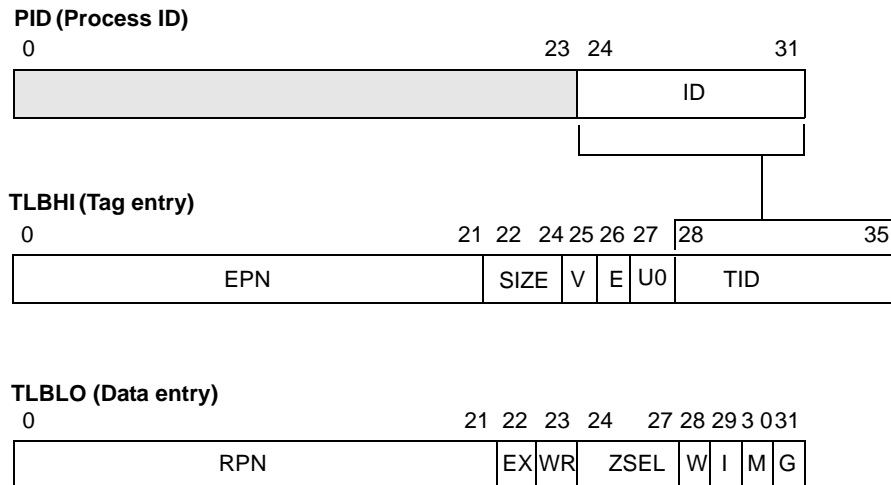 PID (Process ID)
0 23 24 31
ID
TLBHI (Tag entry)
0 21 22 24 25 26 27 28 35
EPN SIZE V E U0 TID
TLBLO (Data entry)
0 21 22 23 24 27 28 29 3 0 31
RPN EX WR ZSEL W I M G